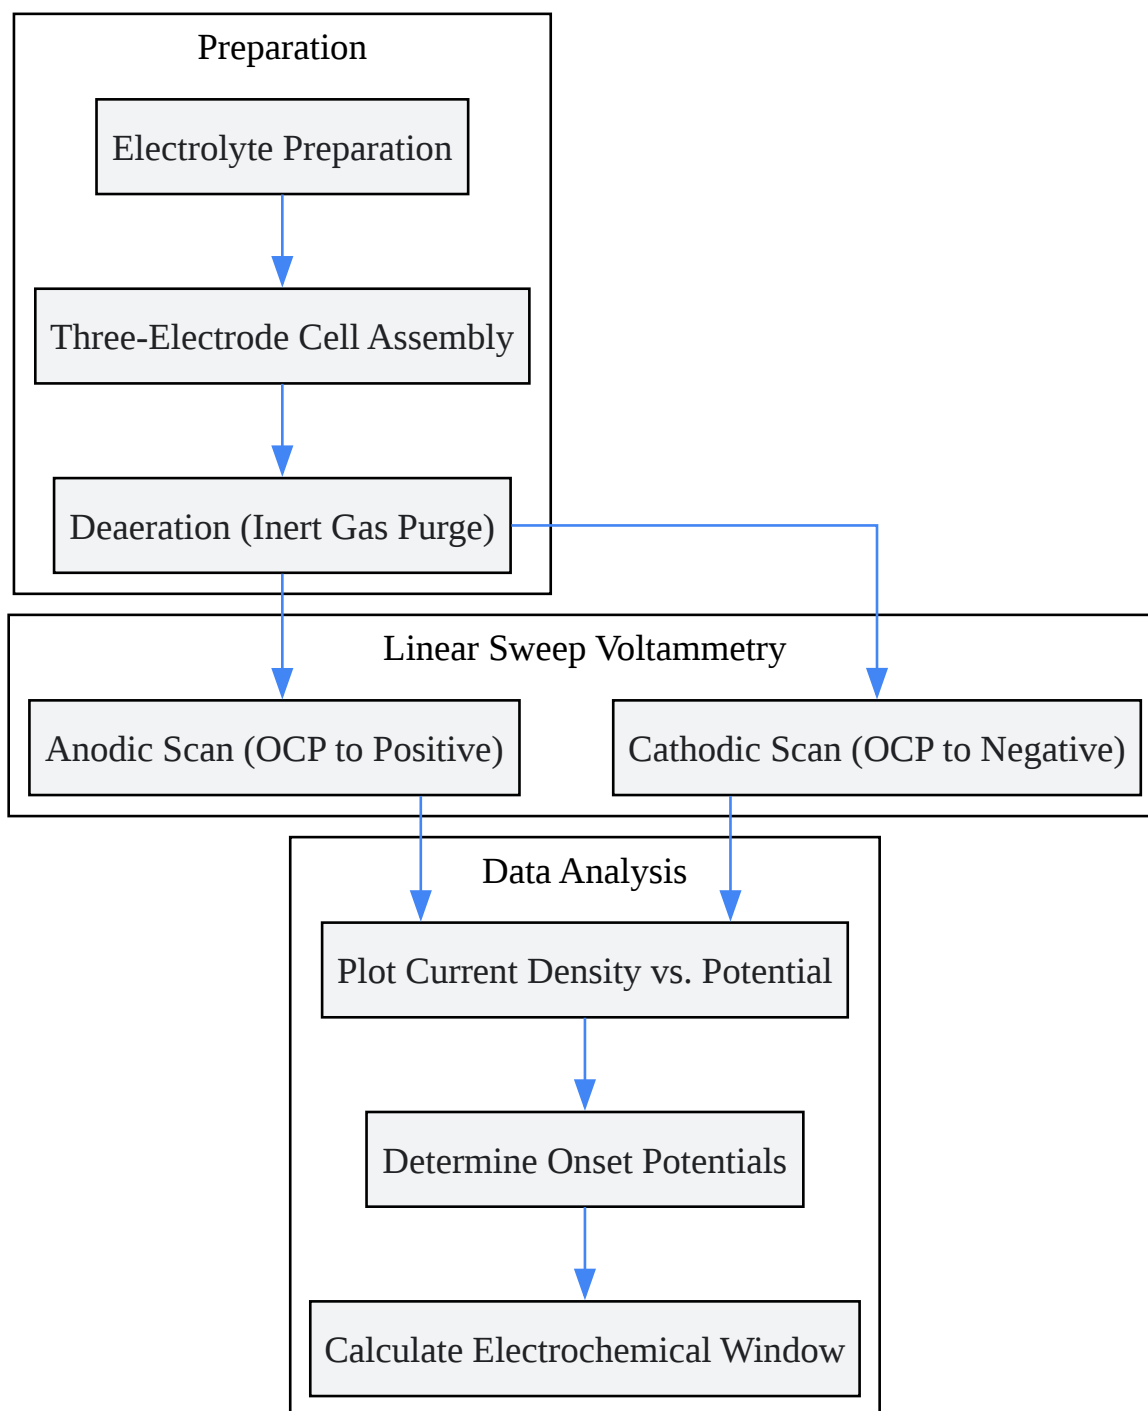 Preparation
Electrolyte Preparation
Three-Electrode Cell Assembly
Deaeration (Inert Gas Purge)
Linear Sweep Voltammetry
Anodic Scan (OCP to Positive)
Cathodic Scan (OCP to Negative)
Data Analysis
Plot Current Density vs. Potential
Determine Onset Potentials
Calculate Electrochemical Window